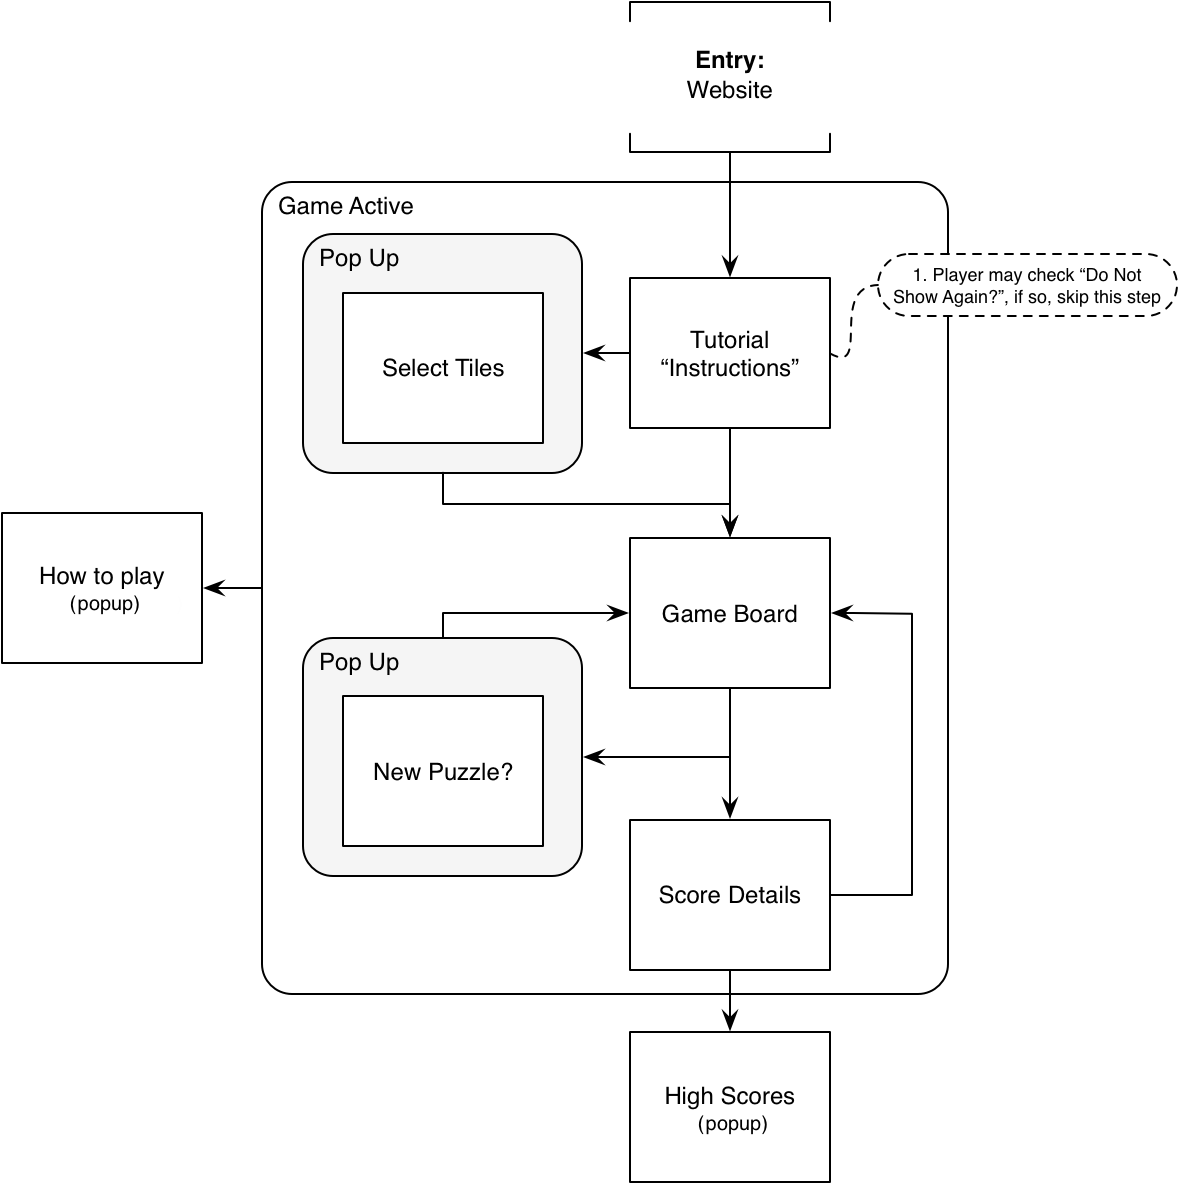 Entry:
Website
Game Active
Pop Up
Select Tiles
Tutorial
“Instructions”
1. Player may check “Do Not
Show Again?”, if so, skip this step
How to play
(popup)
Game Board
Pop Up
New Puzzle?
Score Details
High Scores
(popup)